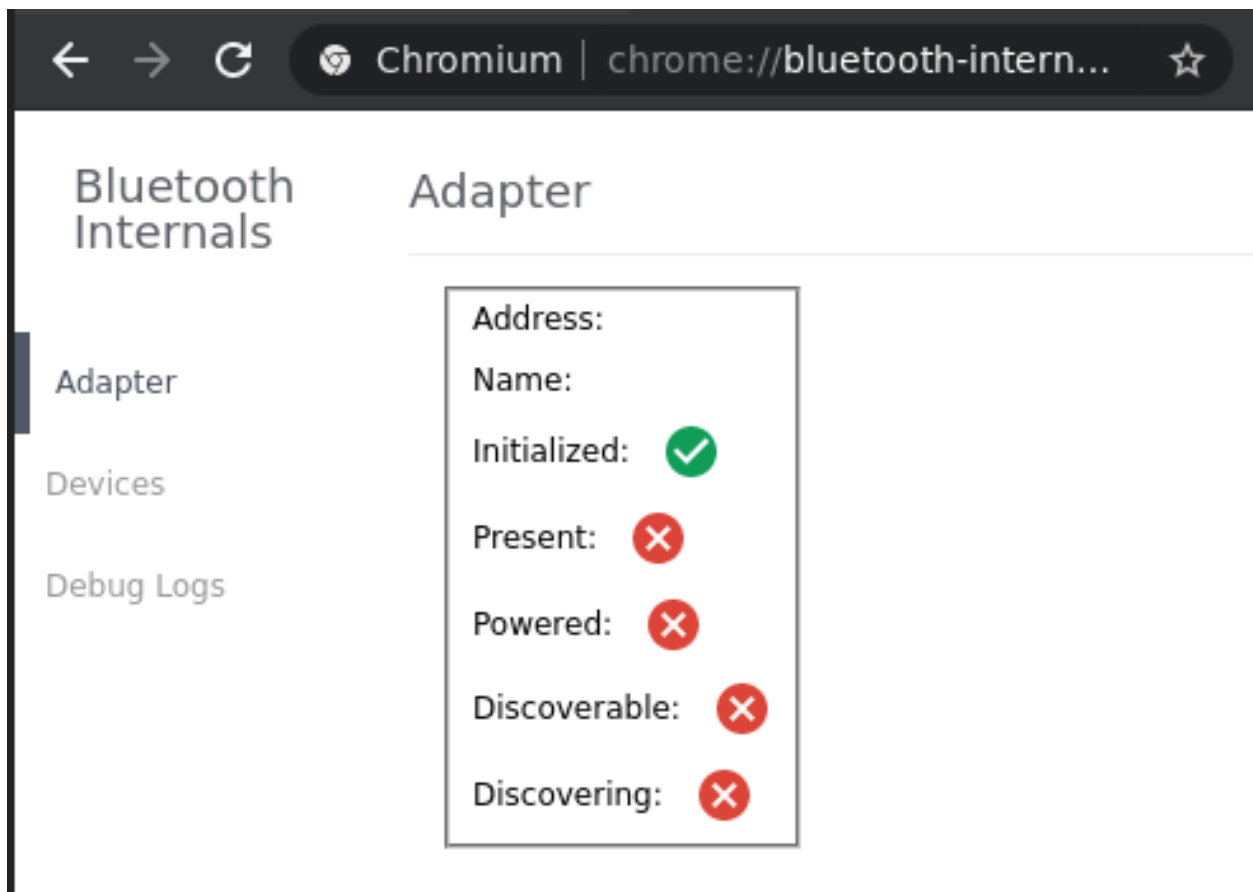 Chromium | chrome://bluetooth-intern...
Bluetooth
Internals
Adapter
Adapter
Devices
Debug Logs
Address:
Name:
Initialized:
Present:
Powered:
Discoverable:
Discovering: